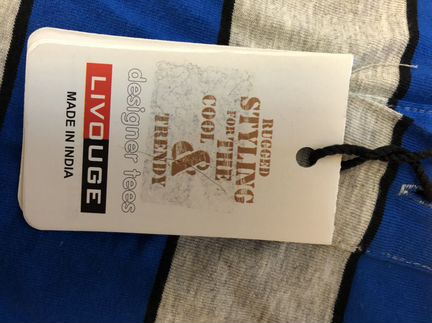 RUGGED
STYLING
FOR THE
COOL &
TRENDY
designer tees
LIVOUGE
MADE IN INDIA